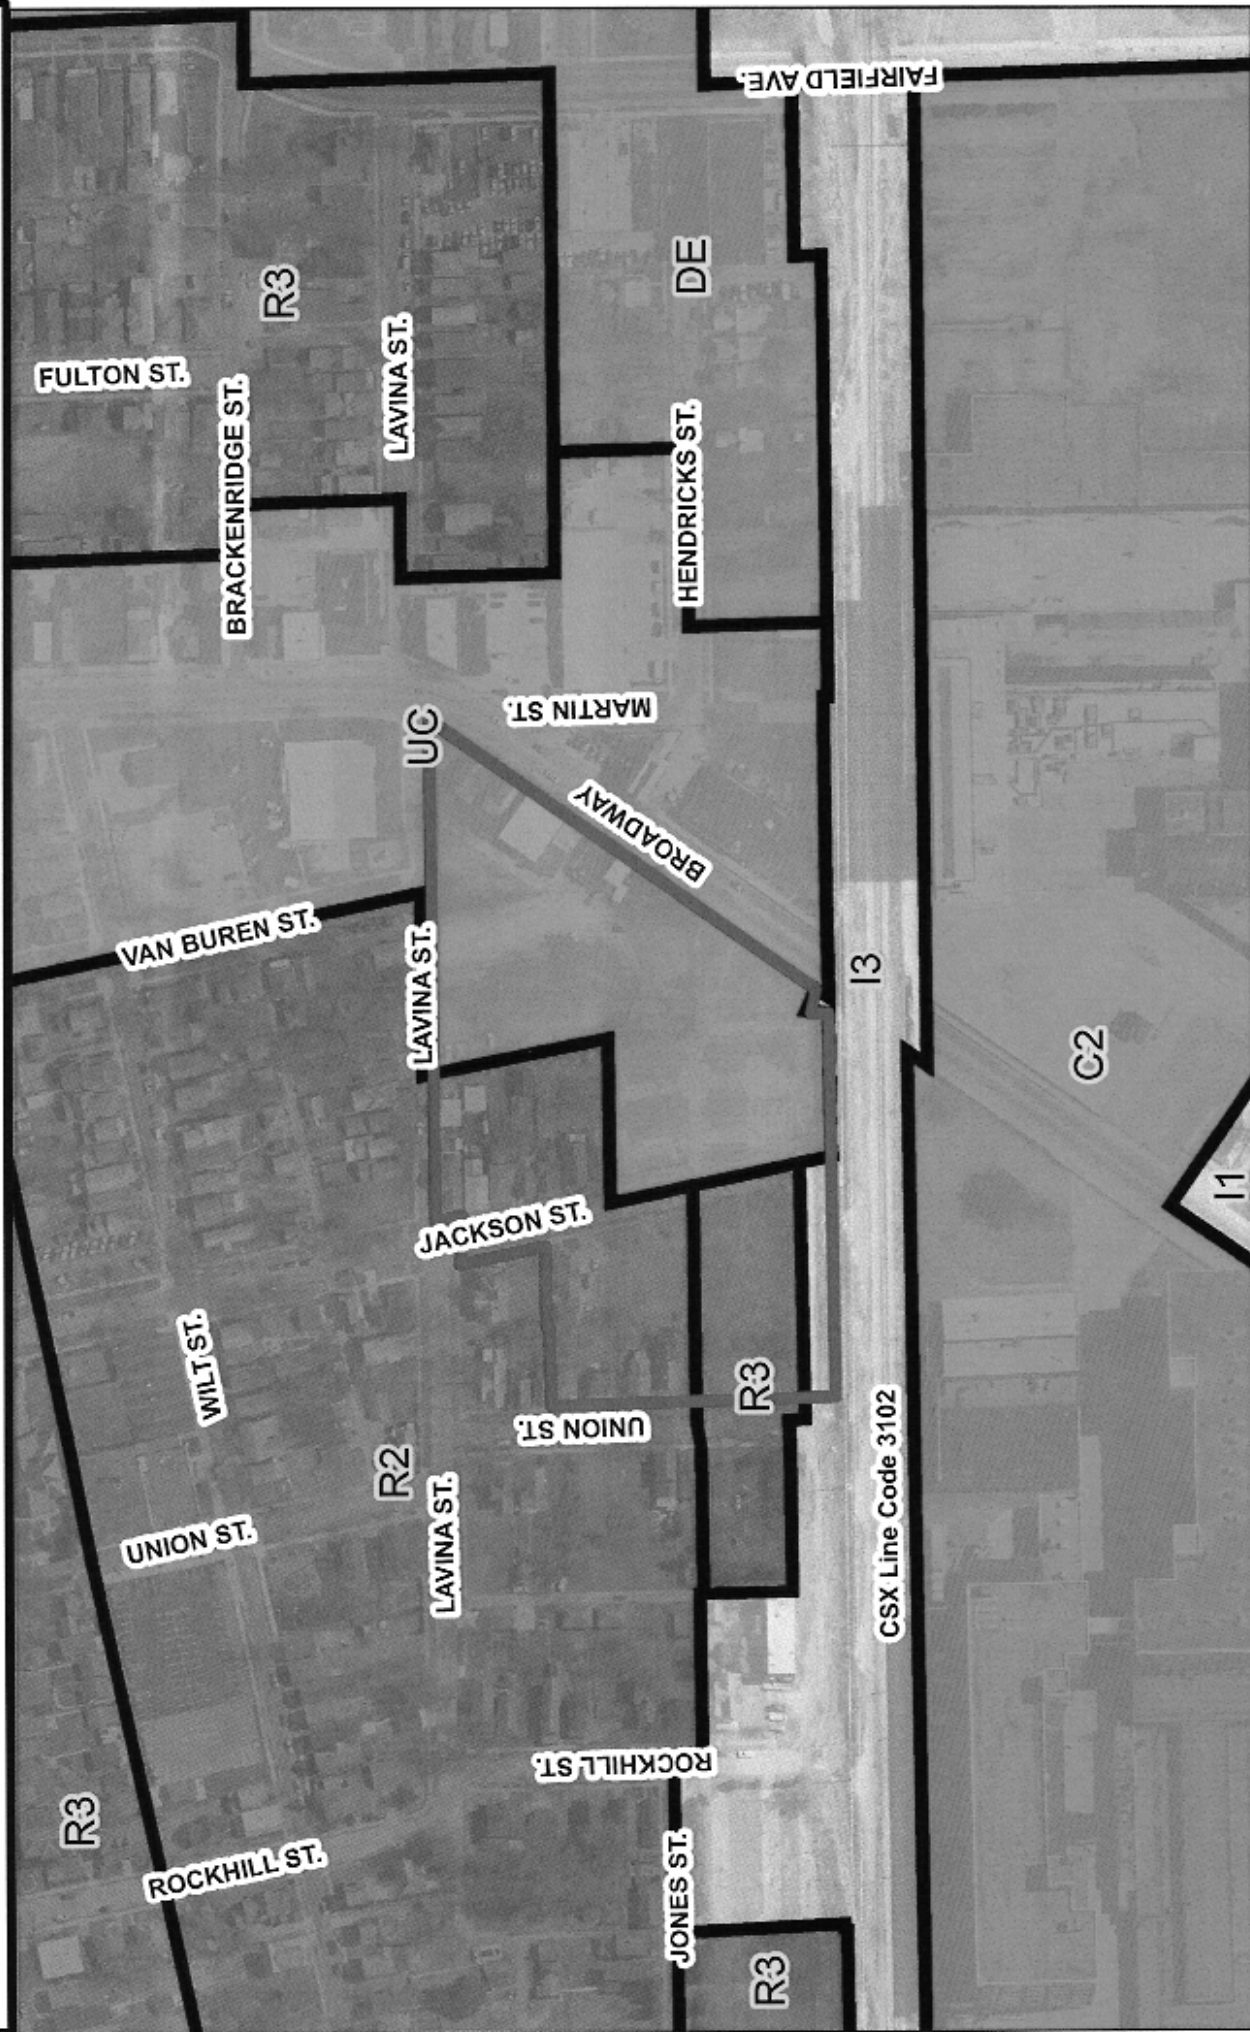 FAIRFIELD AVE.
R3
DE
FULTON ST.
LAVINA ST.
BRACKENRIDGE ST.
HENDRICKS ST.
MARTIN ST.
UC
BROADWAY
VAN BUREN ST.
LAVINA ST.
I3
C2
I1
JACKSON ST.
WILT ST.
R3
UNION ST.
R2
UNION ST.
LAVINA ST.
CSX Line Code 3102
ROCKHILL ST.
R3
ROCKHILL ST.
JONES ST.
R3